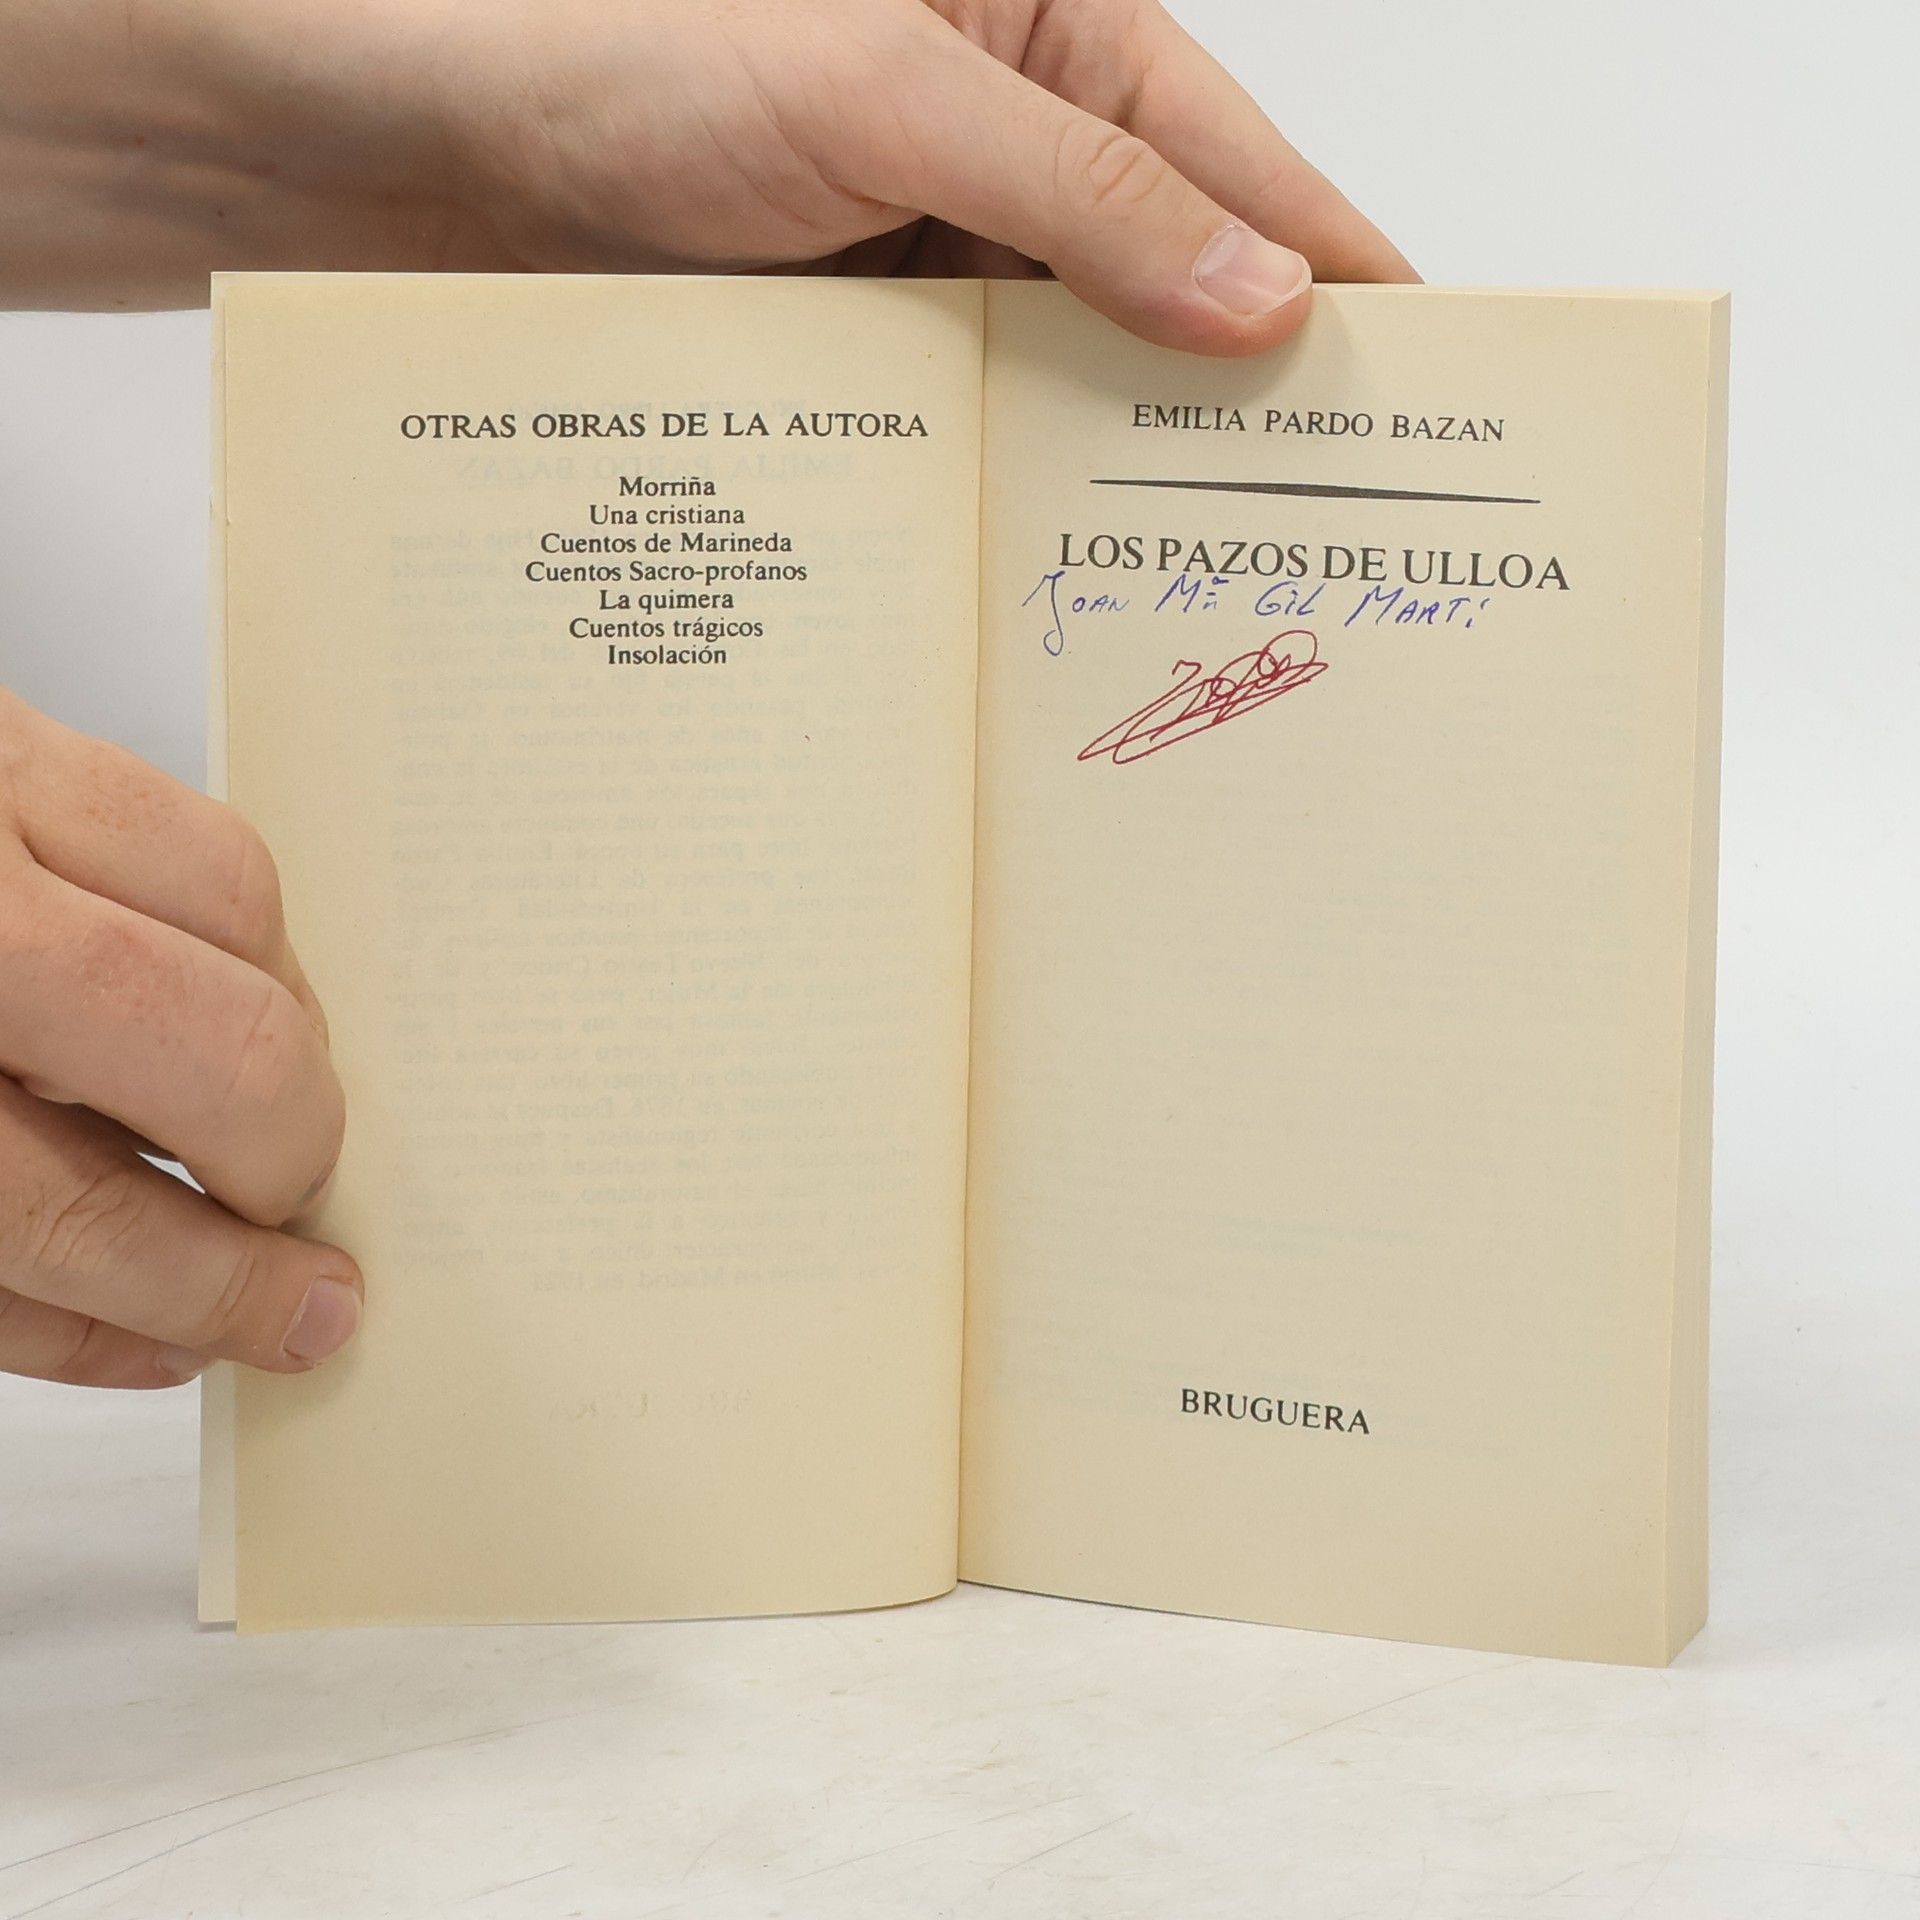 OTRAS OBRAS DE LA AUTORA
Morriña
Una cristiana
Cuentos de Marineda
Cuentos Sacro-profanos
La quimera
Cuentos trágicos
Insolación
EMILIA PARDO BAZAN
LOS PAZOS DE ULLOA
JOAN Mª GIL MARTÍ
BRUGUERA